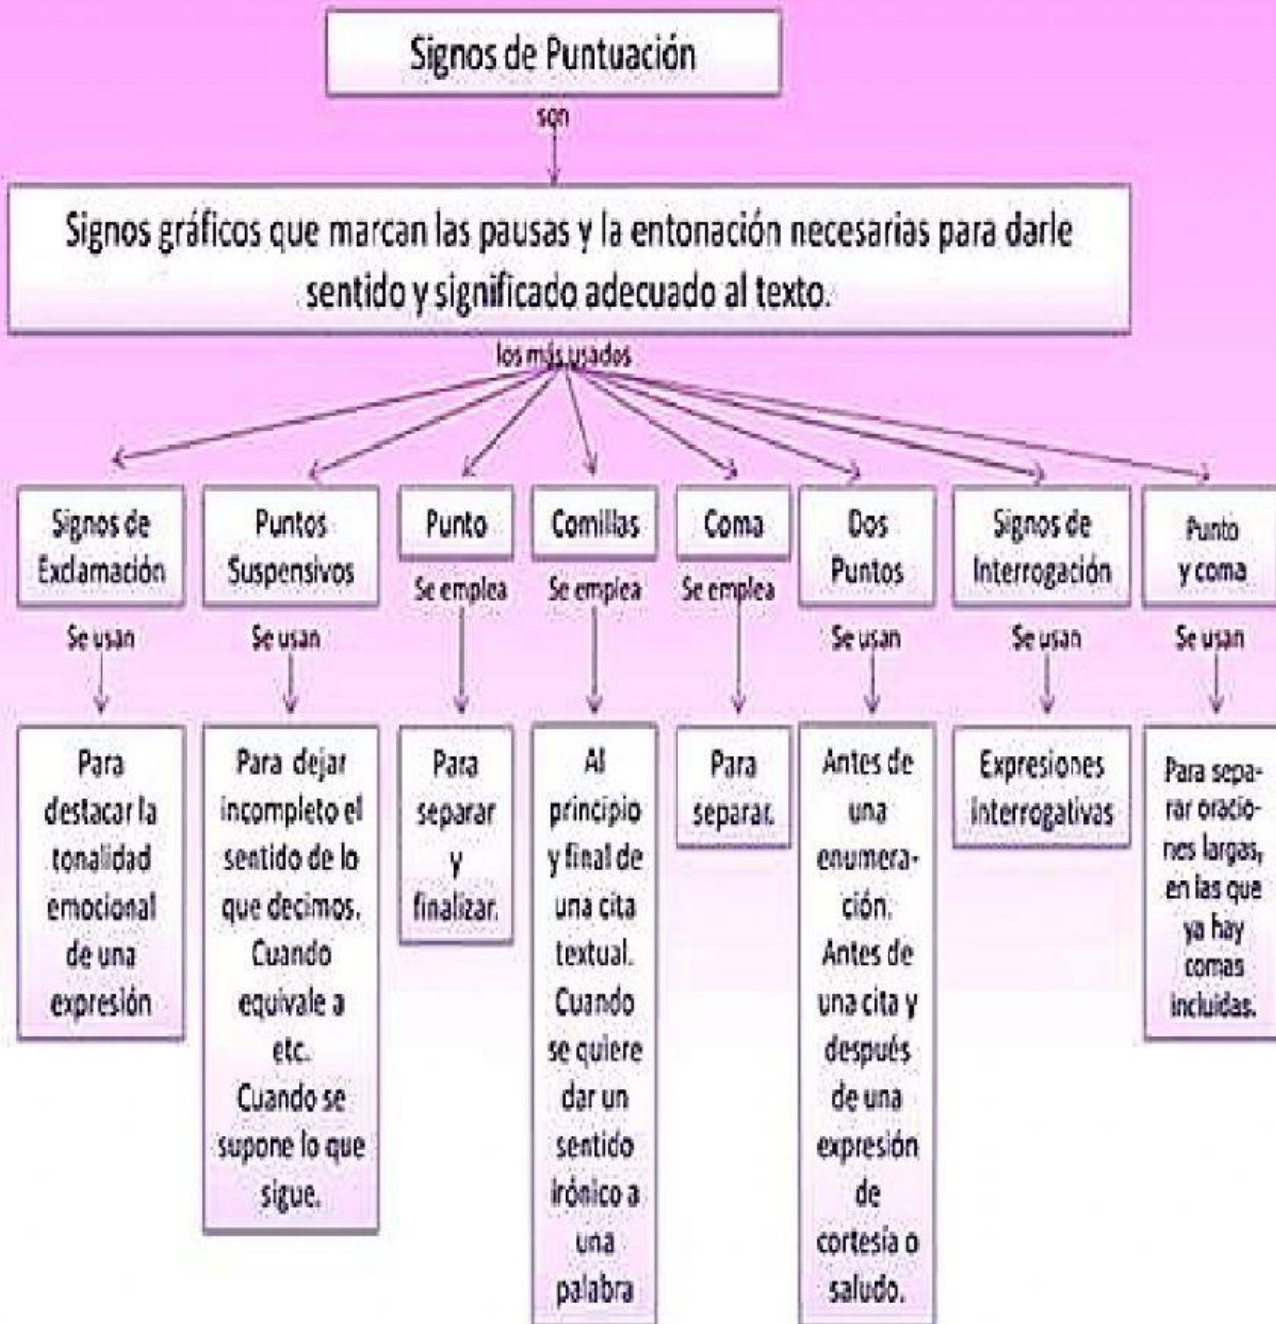 Signos de Puntuación
son
Signos gráficos que marcan las pausas y la entonación necesarias para darle
sentido y significado adecuado al texto.
los más usados
Signos de
Exclamación
Se usan
Para
destacar la
tonalidad
emocional
de una
expresión
Puntos
Suspensivos
Se usan
Para dejar
incompleto el
sentido de lo
que decimos.
Cuando
equivale a
etc.
Cuando se
supone lo que
sigue.
Punto
Se emplea
Para
separar
y
finalizar.
Comillas
Se emplea
Al
principio
y final de
una cita
textual.
Cuando
se quiere
dar un
sentido
irónico a
una
palabra
Coma
Se emplea
Para
separar.
Dos
Puntos
Se usan
Antes de
una
enumera-
ción.
Antes de
una cita y
después
de una
expresión
de
cortesía o
saludo.
Signos de
Interrogación
Se usan
Expresiones
interrogativas
Punto
y coma
Se usan
Para sepa-
rar oracio-
nes largas,
en las que
ya hay
comas
incluidas.